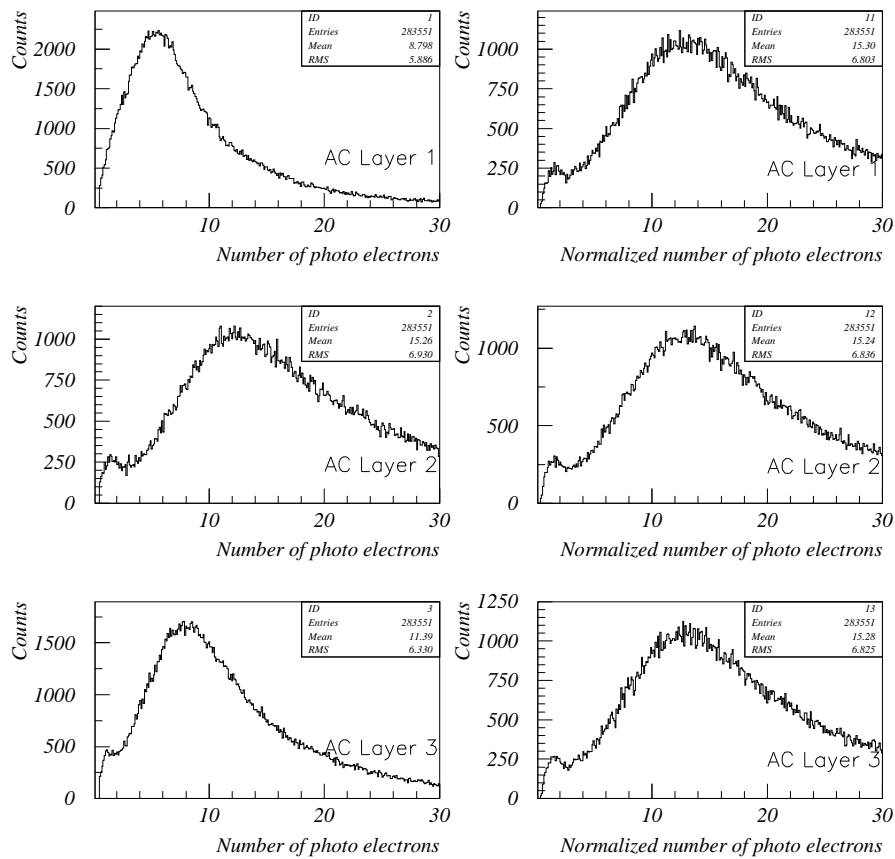 Counts
ID 1
Entries 283551
Mean 8.798
RMS 5.886
2000
1500
1000
500
0
AC Layer 1
10 20 30
Number of photo electrons
Counts
ID 11
Entries 283551
Mean 15.30
RMS 6.803
1000
750
500
250
0
AC Layer 1
10 20 30
Normalized number of photo electrons
Counts
ID 2
Entries 283551
Mean 15.26
RMS 6.930
1000
750
500
250
0
AC Layer 2
10 20 30
Number of photo electrons
Counts
ID 12
Entries 283551
Mean 15.24
RMS 6.836
1000
500
0
AC Layer 2
10 20 30
Normalized number of photo electrons
Counts
ID 3
Entries 283551
Mean 11.39
RMS 6.330
1500
1000
500
0
AC Layer 3
10 20 30
Number of photo electrons
Counts
ID 13
Entries 283551
Mean 15.28
RMS 6.825
1250
1000
750
500
250
0
AC Layer 3
10 20 30
Normalized number of photo electrons